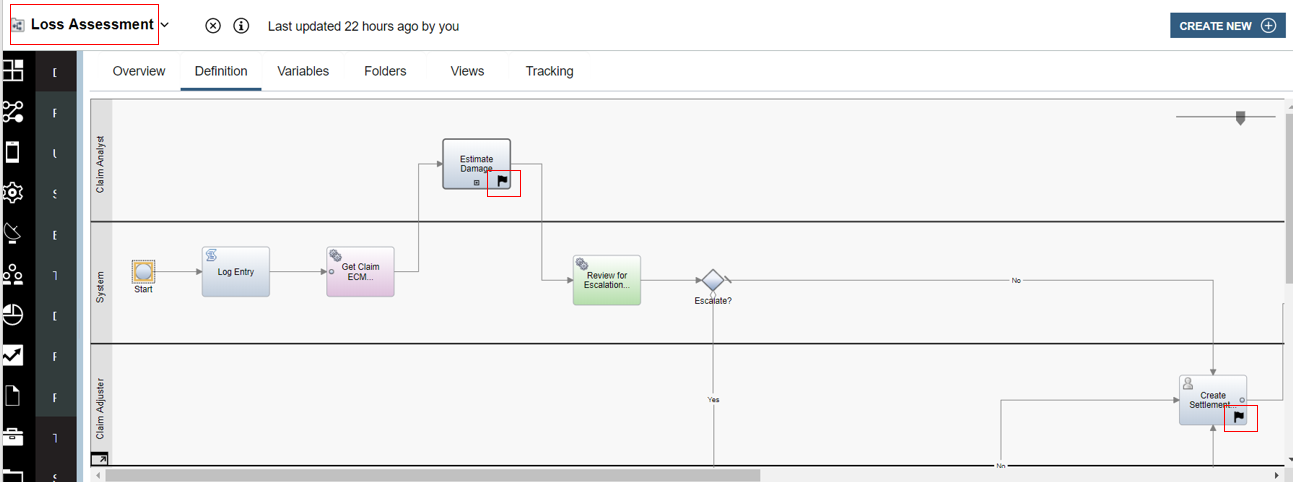 Loss Assessment
Last updated 22 hours ago by you
CREATE NEW
Overview Definition Variables Folders Views Tracking
Claim Analyst
Estimate
Damage
System
Start
Log Entry
Get Claim
ECM...
Review for
Escalation...
Escalate?
No
Yes
Claim Adjuster
Create
Settlement...
No